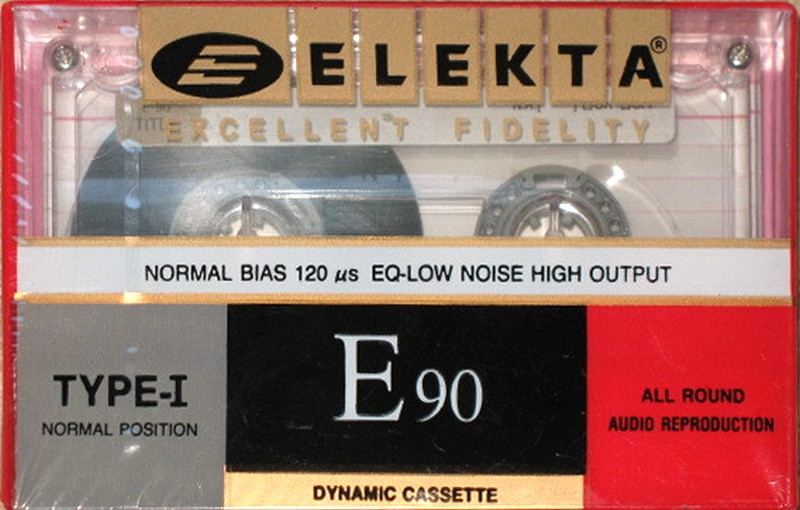 ELEKTA®
EXCELLENT FIDELITY
NORMAL BIAS 120 µs EQ-LOW NOISE HIGH OUTPUT
TYPE-I
NORMAL POSITION
E 90
ALL ROUND
AUDIO REPRODUCTION
DYNAMIC CASSETTE